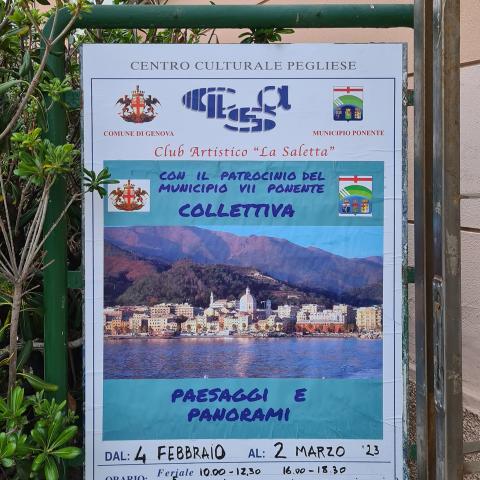 CENTRO CULTURALE PEGLIESE
COMUNE DI GENOVA
MUNICIPIO PONENTE
Club Artistico "La Saletta"
CON IL PATROCINIO DEL
MUNICIPIO VII PONENTE
COLLETTIVA
PAESAGGI E
PANORAMI
DAL: 4 FEBBRAIO AL: 2 MARZO '23
Feriale 10.00-12,30 16.00-18.30
ORARIO: